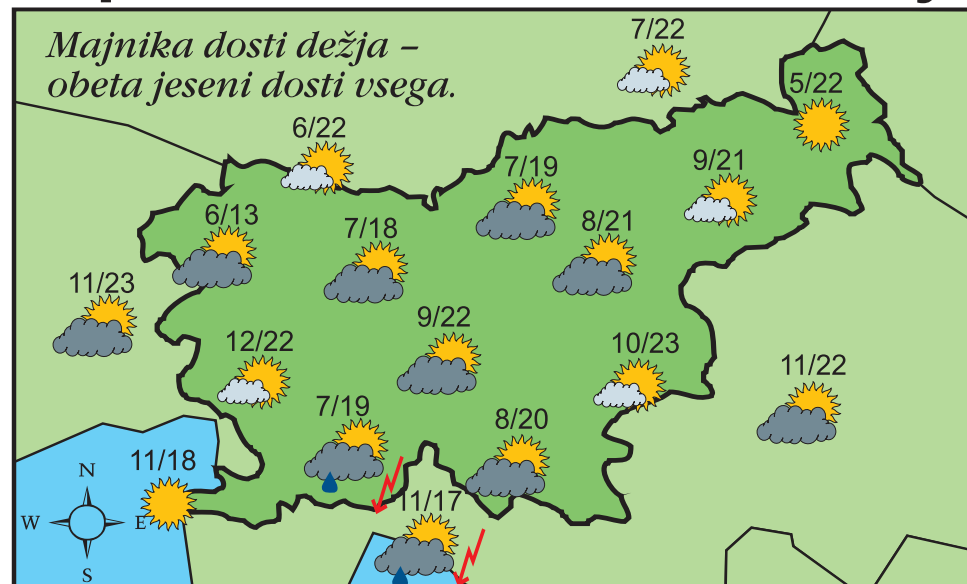 Majnika dosti dežja –
obeta jeseni dosti vsega.
7/22
5/22
6/22
7/19
9/21
6/13
7/18
8/21
11/23
9/22
12/22
10/23
11/22
7/19
8/20
11/18
N
11/17
W
E
S